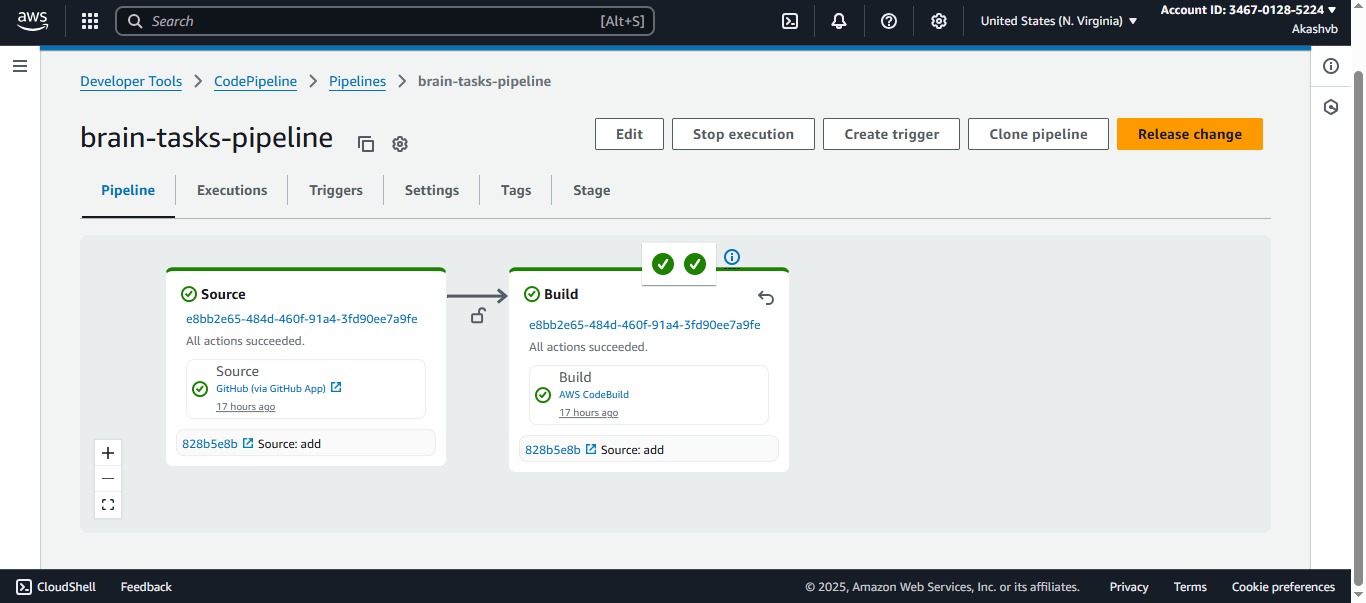 aws
Search [Alt+S]
United States (N. Virginia)
Account ID: 3467-0128-5224
Akashvb
Developer Tools
CodePipeline
Pipelines
brain-tasks-pipeline
brain-tasks-pipeline
Edit
Stop execution
Create trigger
Clone pipeline
Release change
Pipeline
Executions
Triggers
Settings
Tags
Stage
Source
e8bb2e65-484d-460f-91a4-3fd90ee7a9fe
All actions succeeded.
Source
GitHub (via GitHub App)
17 hours ago
828b5e8b Source: add
Build
e8bb2e65-484d-460f-91a4-3fd90ee7a9fe
All actions succeeded.
Build
AWS CodeBuild
17 hours ago
828b5e8b Source: add
CloudShell
Feedback
© 2025, Amazon Web Services, Inc. or its affiliates.
Privacy
Terms
Cookie preferences